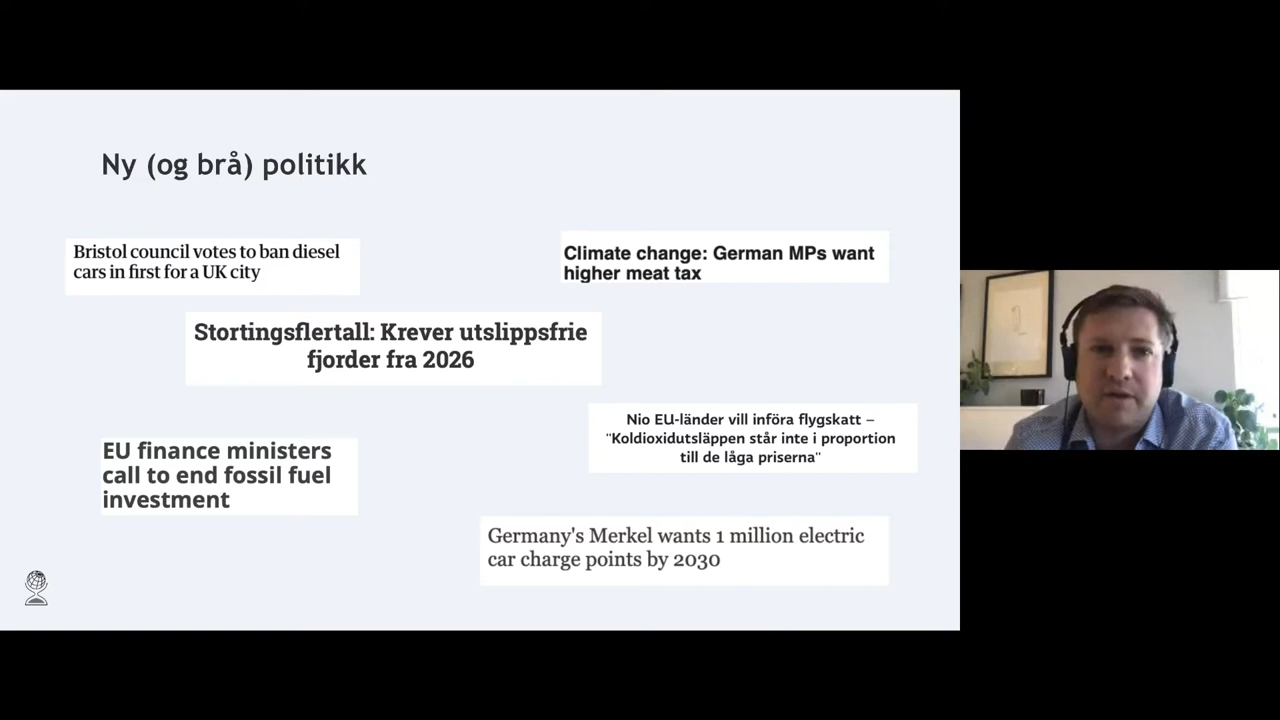 Ny (og brå) politikk
Bristol council votes to ban diesel
cars in first for a UK city
Climate change: German MPs want
higher meat tax
Stortingsflertall: Krever utslippsfrie
fjorder fra 2026
Nio EU-länder vill införa flygskatt –
"Koldioxidutsläppen står inte i proportion
till de låga priserna"
EU finance ministers
call to end fossil fuel
investment
Germany's Merkel wants 1 million electric
car charge points by 2030